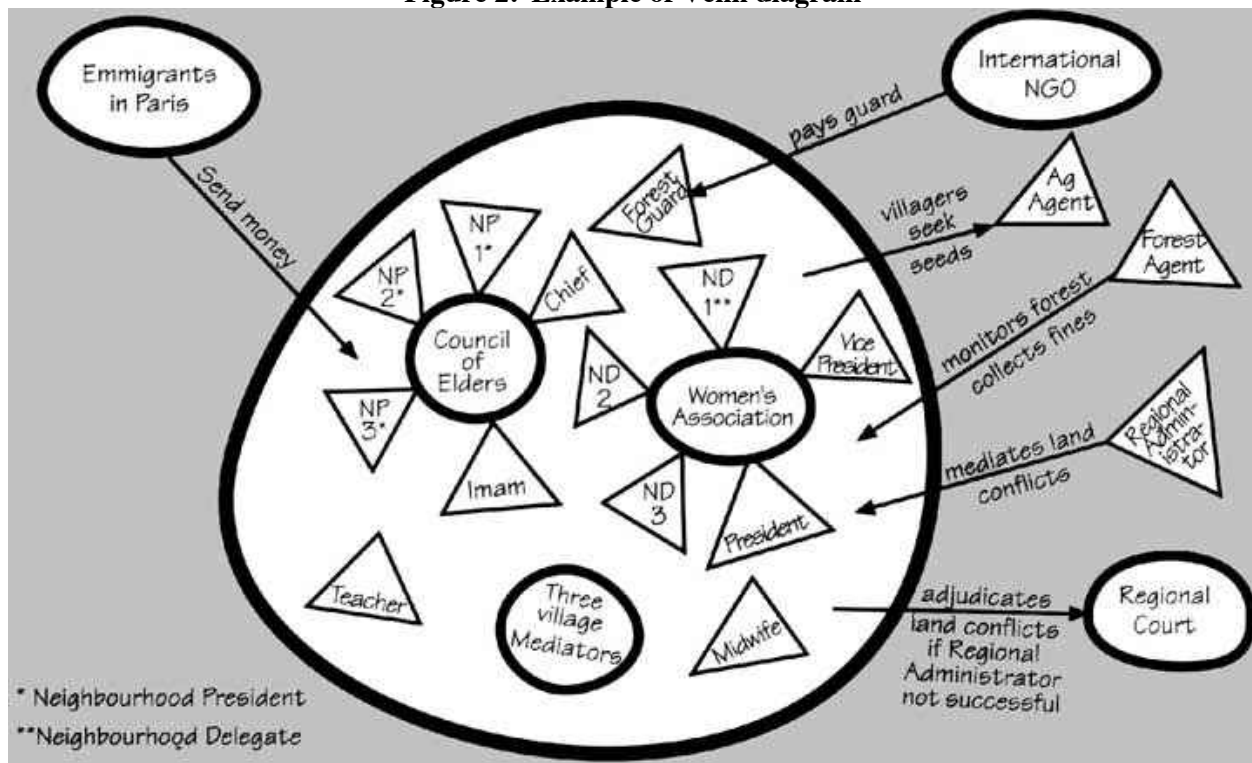 Figure 2. Example of Venn diagram
Emmigrants
in Paris
Send money
International
NGO
pays guard
Forest
Guard
villagers
seek
seeds
Ag
Agent
Forest
Agent
monitors forest
collects fines
Regional
Admin-
istra-
tor
mediates land
conflicts
NP
1*
NP
2*
Chief
Council
of
Elders
NP
3*
Imam
ND
1**
Vice
President
ND
2
Women's
Association
ND
3
President
Teacher
Three
village
Mediators
Midwife
adjudicates
land conflicts
if Regional
Administrator
not successful
Regional
Court
* Neighbourhood President
**Neighbourhood Delegate